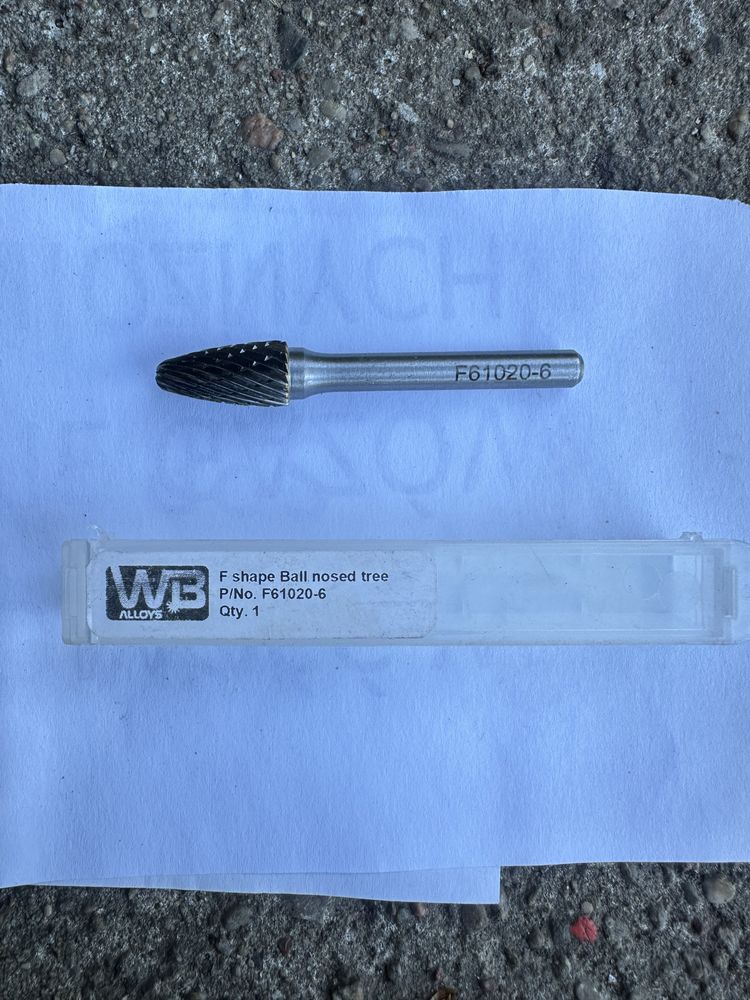 F61020-6
WB
ALLOYS
F shape Ball nosed tree
P/No. F61020-6
Qty. 1